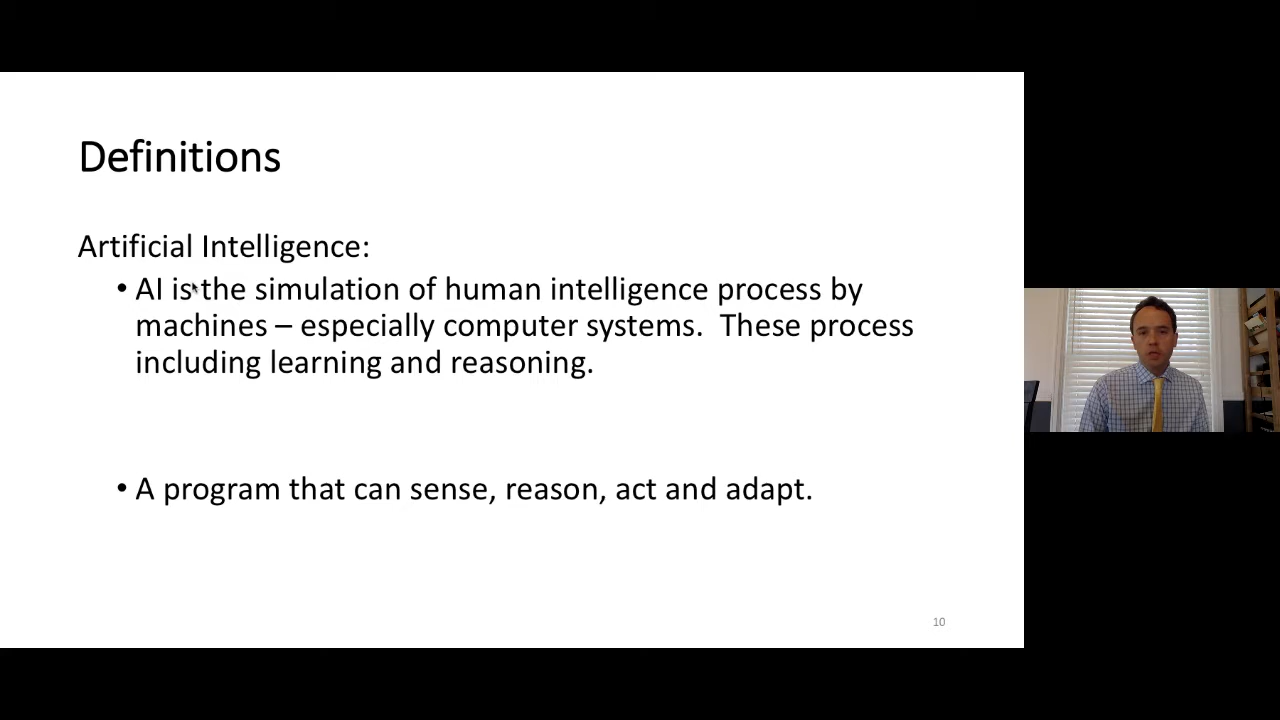 Definitions
Artificial Intelligence:
• AI is the simulation of human intelligence process by
machines – especially computer systems.  These process
including learning and reasoning.
• A program that can sense, reason, act and adapt.
10